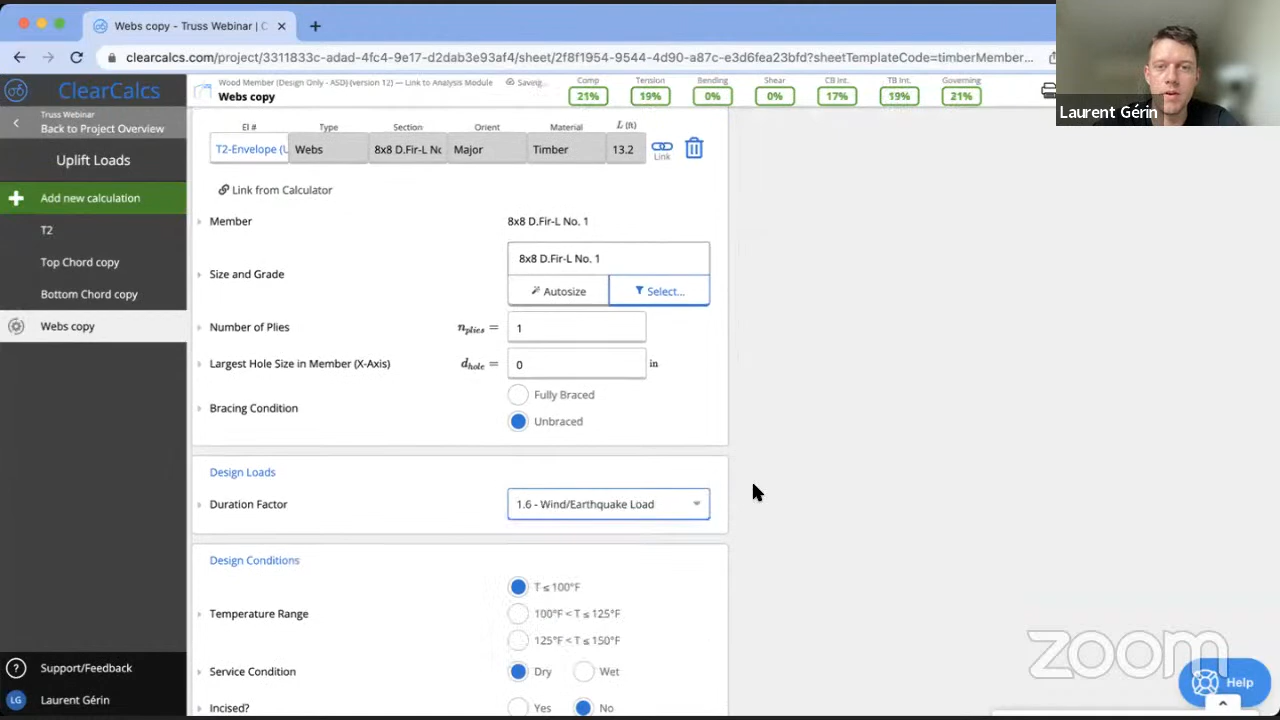 Webs copy - Truss Webinar | C
clearcalcs.com/project/3311833c-adad-4fc4-9e17-d2dab3e93af4/sheet/2f8f1954-9544-4d90-a87c-e3d6fea23bfd?sheetTemplateCode=timberMember...
Laurent Gérin
ClearCalcs
Truss Webinar
Back to Project Overview
Uplift Loads
Add new calculation
T2
Top Chord copy
Bottom Chord copy
Webs copy
Support/Feedback
LG Laurent Gérin
Wood Member (Design Only - ASD) (version 12) — Link to Analysis Module Saving...
Webs copy
Comp Tension Bending Shear CB Int. TB Int. Governing
21% 19% 0% 0% 17% 19% 21%
El # Type Section Orient Material L (ft)
T2-Envelope (U Webs 8x8 D.Fir-L Nc Major Timber 13.2 Link
Link from Calculator
Member 8x8 D.Fir-L No. 1
Size and Grade 8x8 D.Fir-L No. 1
Autosize Select...
Number of Plies nplies = 1
Largest Hole Size in Member (X-Axis) dhole = 0 in
Bracing Condition Fully Braced
Unbraced
Design Loads
Duration Factor 1.6 - Wind/Earthquake Load
Design Conditions
Temperature Range T ≤ 100°F
100°F < T ≤ 125°F
125°F < T ≤ 150°F
Service Condition Dry Wet
Incised? Yes No
zoom
Help